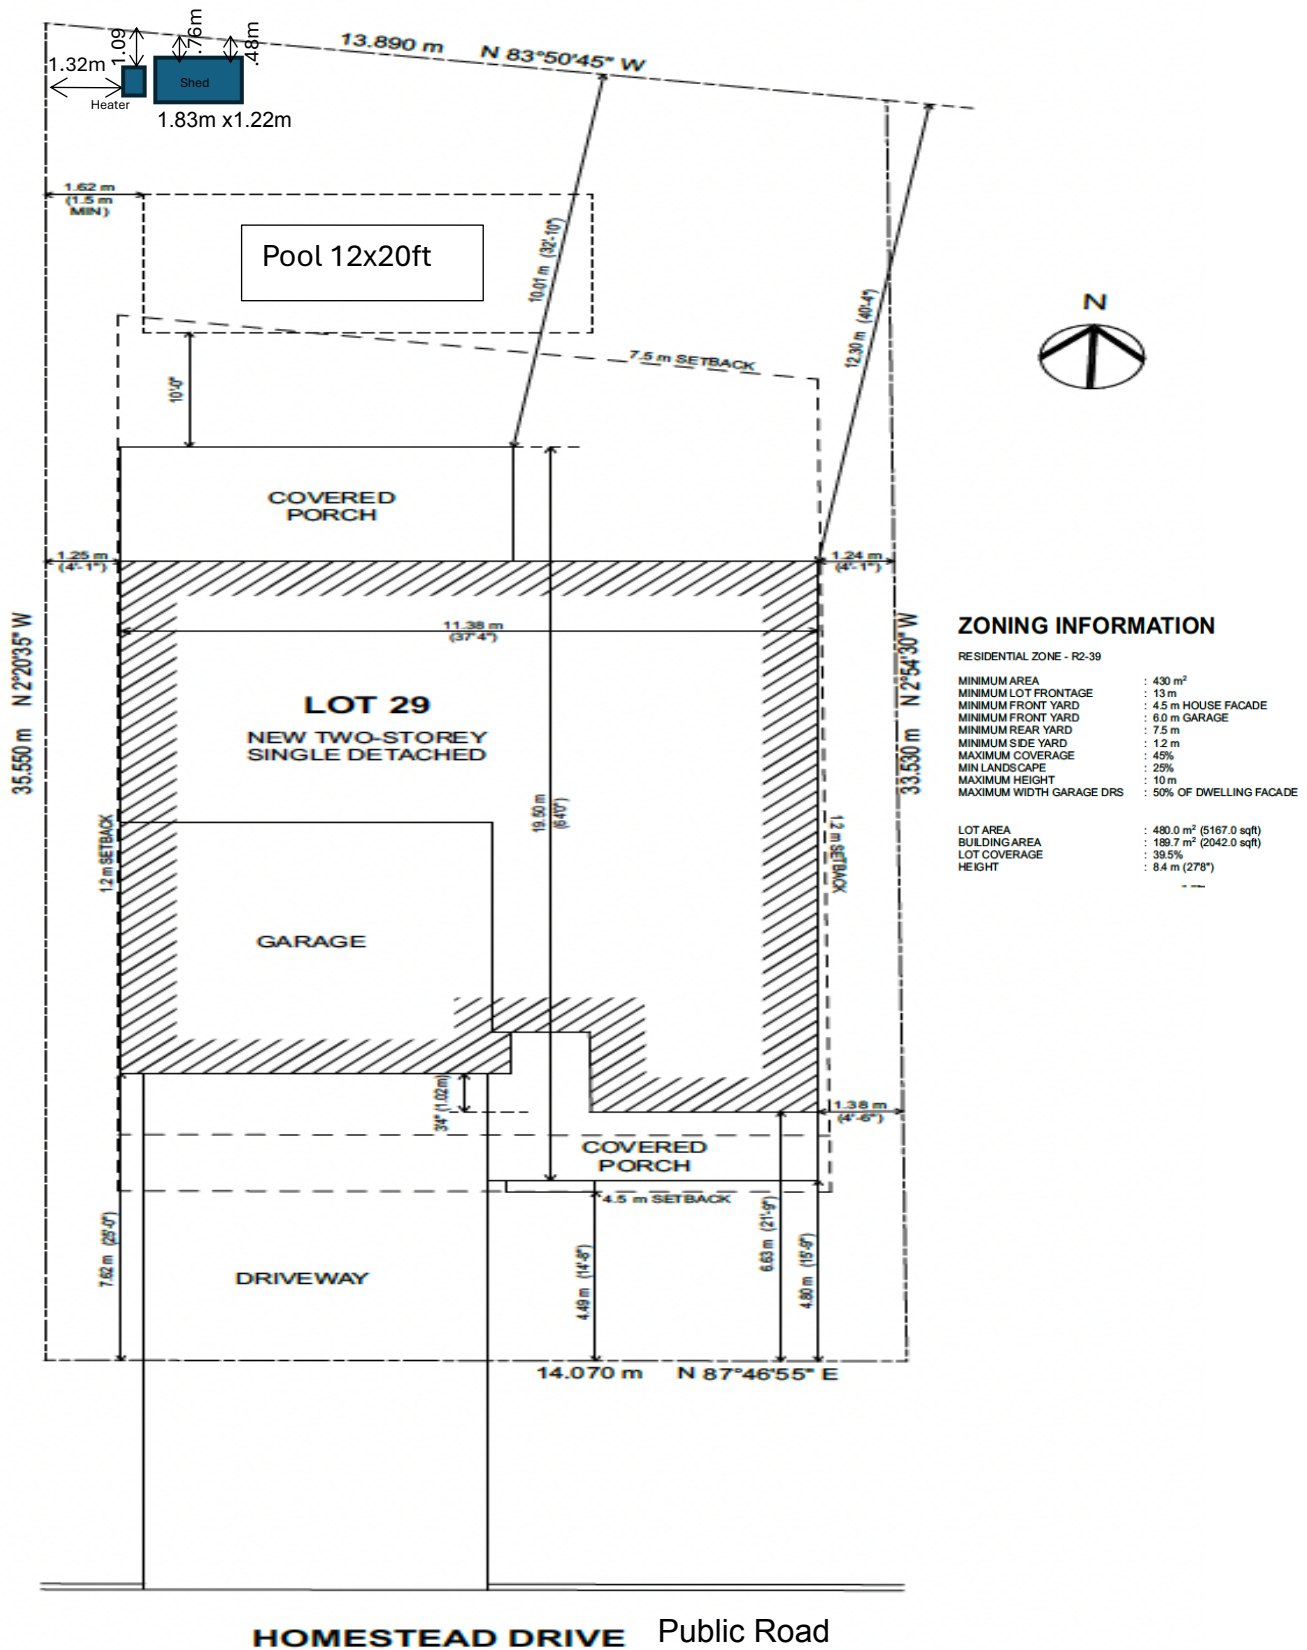 13.890 m N 83°50'45" W
1.09
.76m
.48m
1.32m
Shed
Heater
1.83m x1.22m
1.62 m
(1.5 m
MIN)
Pool 12x20ft
10.01 m (32'-10")
12.30 m (40'-4")
N
7.5 m SETBACK
10'-0"
COVERED
PORCH
1.25 m
(4'-1")
1.24 m
(4'-1")
11.38 m
(37'4")
35.550 m N 2°20'35" W
33.530 m N 2°54'30" W
LOT 29
NEW TWO-STOREY
SINGLE DETACHED
19.50 m
(64'0")
1.2 m SETBACK
1.2 m SETBACK
GARAGE
3'4" (1.02m)
1.38 m
(4'-6")
COVERED
PORCH
4.5 m SETBACK
7.62 m (25'-0")
DRIVEWAY
4.49 m (14'-8")
6.63 m (21'-9")
4.80 m (15'-9")
14.070 m N 87°46'55" E
HOMESTEAD DRIVE Public Road
ZONING INFORMATION
RESIDENTIAL ZONE - R2-39
MINIMUM AREA : 430 m²
MINIMUM LOT FRONTAGE : 13 m
MINIMUM FRONT YARD : 4.5 m HOUSE FACADE
MINIMUM FRONT YARD : 6.0 m GARAGE
MINIMUM REAR YARD : 7.5 m
MINIMUM SIDE YARD : 1.2 m
MAXIMUM COVERAGE : 45%
MIN LANDSCAPE : 25%
MAXIMUM HEIGHT : 10 m
MAXIMUM WIDTH GARAGE DRS : 50% OF DWELLING FACADE
LOT AREA : 480.0 m² (5167.0 sqft)
BUILDING AREA : 189.7 m² (2042.0 sqft)
LOT COVERAGE : 39.5%
HEIGHT : 8.4 m (27'8")